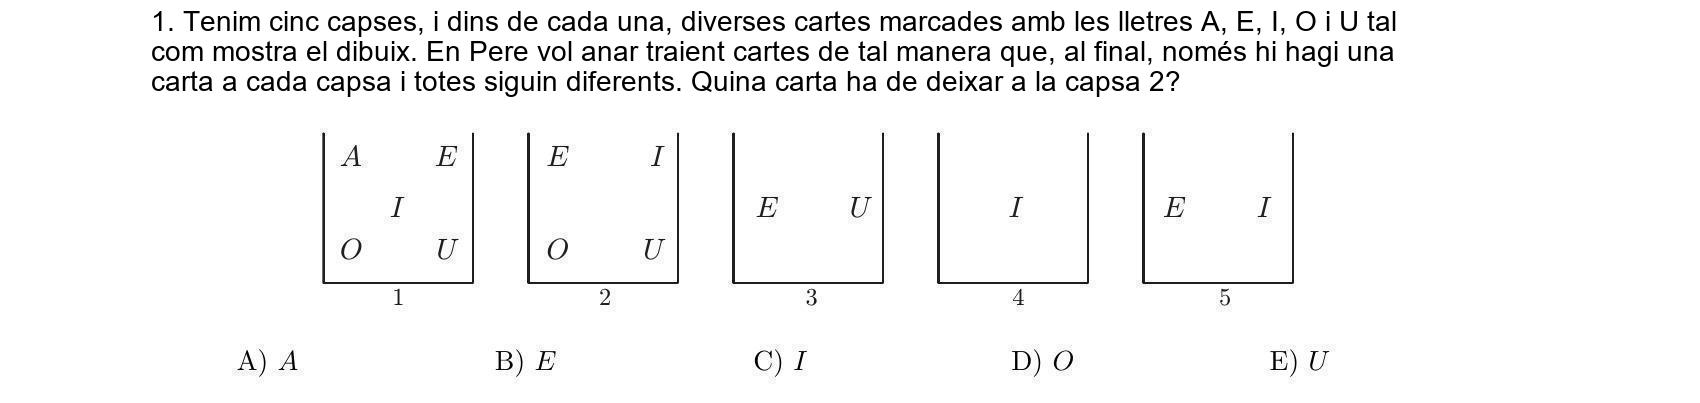 1. Tenim cinc capses, i dins de cada una, diverses cartes marcades amb les lletres A, E, I, O i U tal
com mostra el dibuix. En Pere vol anar traient cartes de tal manera que, al final, només hi hagi una
carta a cada capsa i totes siguin diferents. Quina carta ha de deixar a la capsa 2?
A E E I
I E U I E I
O U O U
1 2 3 4 5
A) A B) E C) I D) O E) U